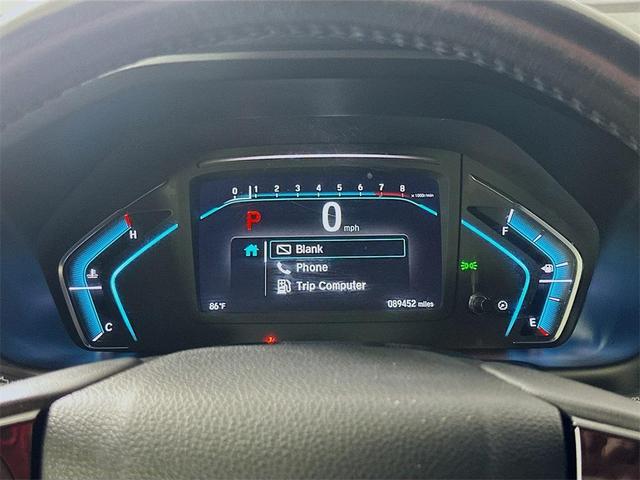 0 1 2 3 4 5 6 7 8 x 1000r/min
H
P
0 mph
F
Blank
Phone
Trip Computer
C
E
86°F
089452 miles